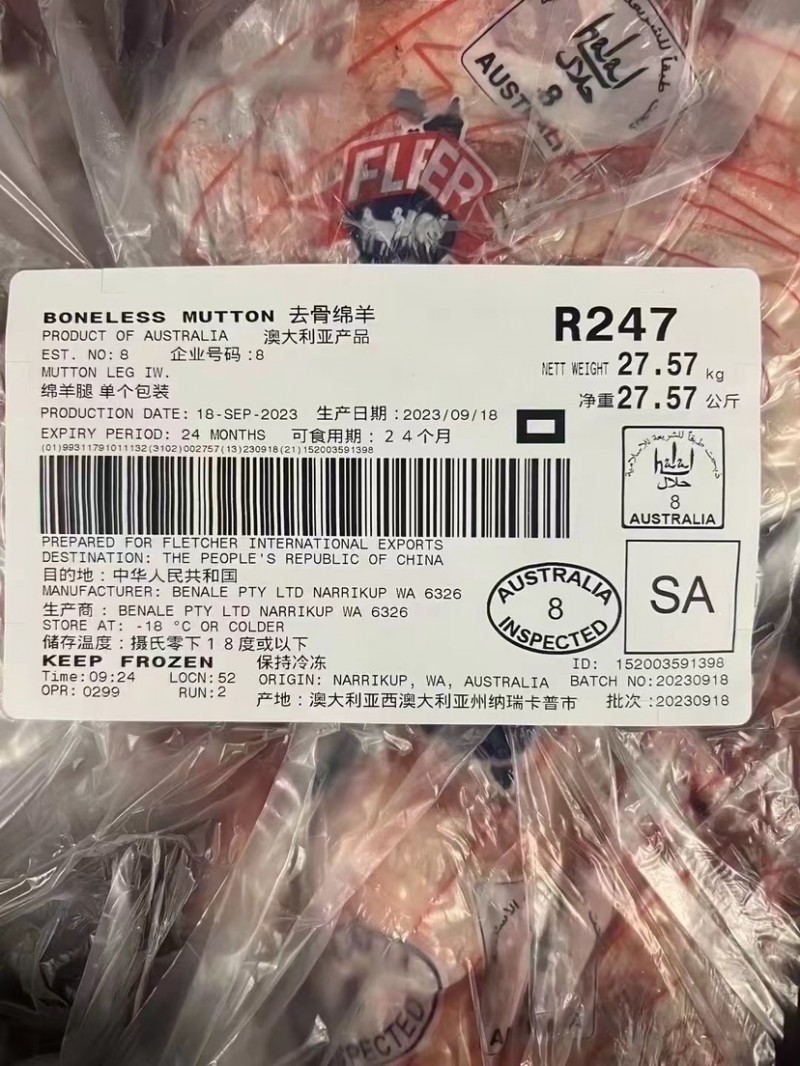 halal
حلال
8
AUST
FL ER
BONELESS MUTTON 去骨绵羊
R247
PRODUCT OF AUSTRALIA 澳大利亚产品
EST. NO: 8 企业号码 :8
NETT WEIGHT 27.57 kg
MUTTON LEG IW.
绵羊腿 单个包装
净重 27.57 公斤
PRODUCTION DATE: 18-SEP-2023 生产日期 :2023/09/18
EXPIRY PERIOD: 24 MONTHS 可食用期： 2 4 个月
(01)99311791011132(3102)002757(13)230918(21)152003591398
halal
حلال
8
AUSTRALIA
PREPARED FOR FLETCHER INTERNATIONAL EXPORTS
DESTINATION: THE PEOPLE'S REPUBLIC OF CHINA
目的地：中华人民共和国
MANUFACTURER: BENALE PTY LTD NARRIKUP WA 6326
生产商：BENALE PTY LTD NARRIKUP WA 6326
AUSTRALIA
8
INSPECTED
SA
STORE AT: -18 °C OR COLDER
储存温度：摄氏零下 1 8 度或以下
KEEP FROZEN 保持冷冻
ID: 152003591398
Time:09:24 LOCN:52 ORIGIN: NARRIKUP, WA, AUSTRALIA BATCH NO:20230918
OPR: 0299 RUN:2 产地：澳大利亚西澳大利亚州纳瑞卡普市 批次 :20230918
PECTED